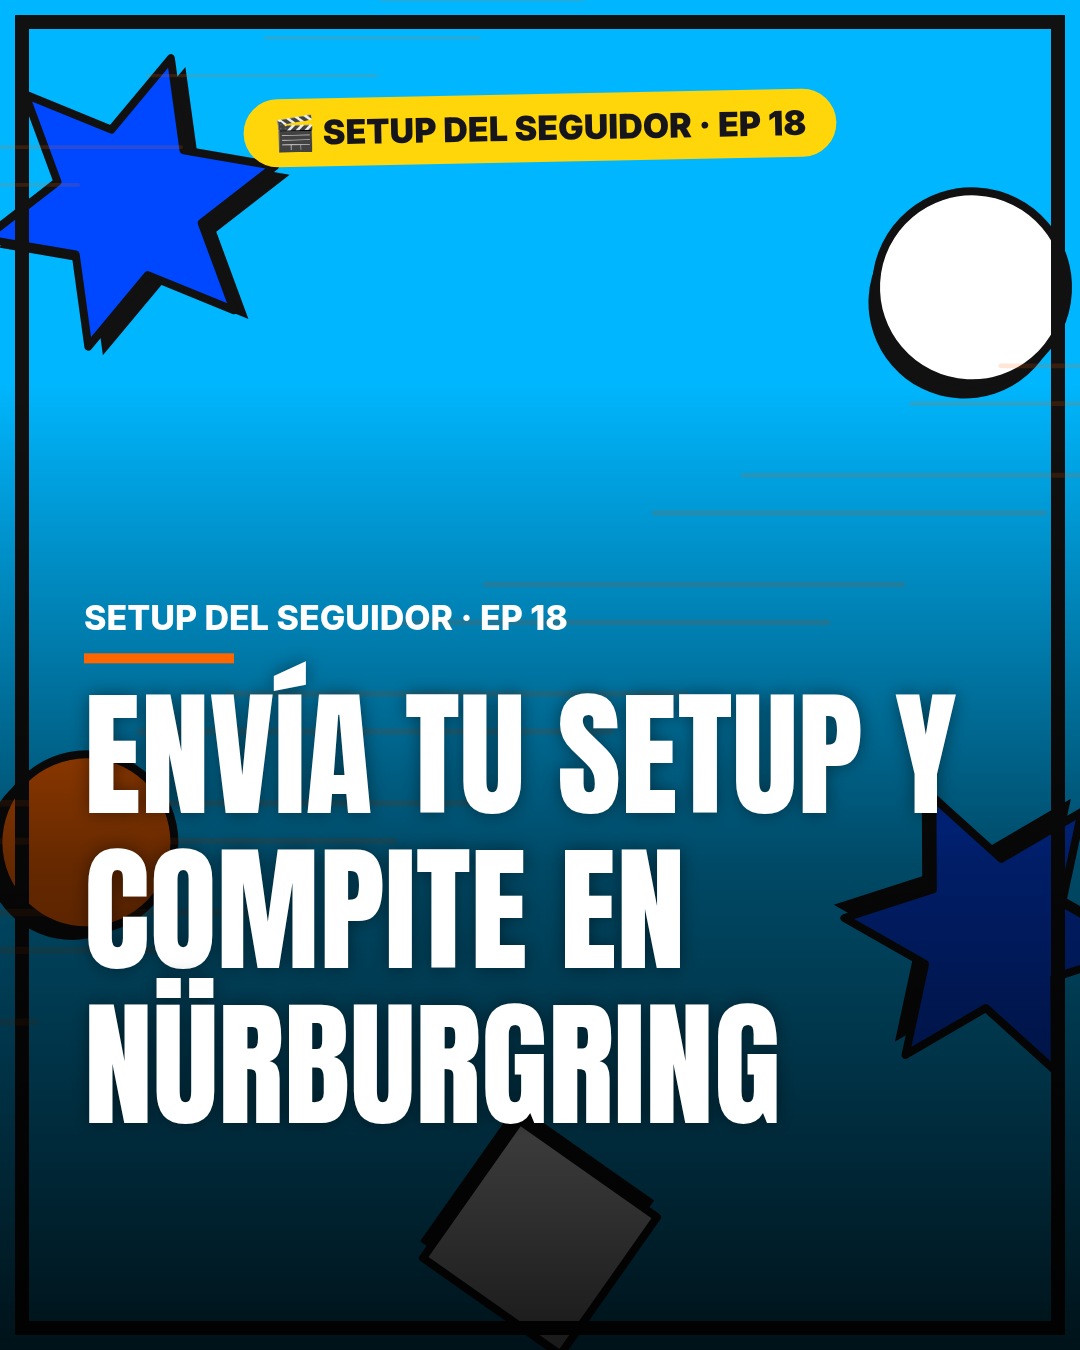 🎬 SETUP DEL SEGUIDOR · EP 18
SETUP DEL SEGUIDOR · EP 18
ENVÍA TU SETUP Y
COMPITE EN
NÜRBURGRING